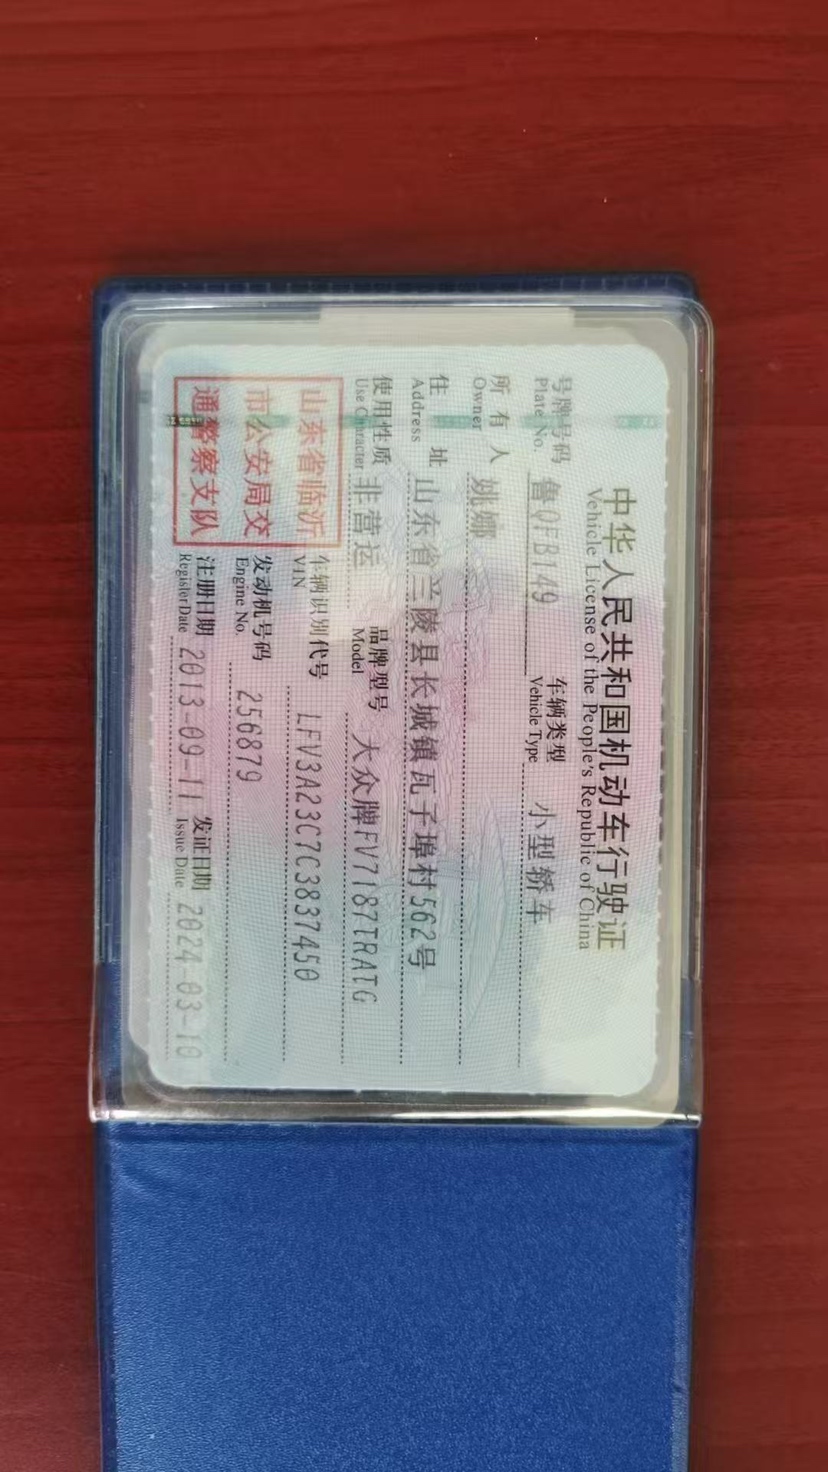 中华人民共和国机动车行驶证
Vehicle License of the People's Republic of China
号牌号码 鲁QFB149 车辆类型 小型轿车
Plate No. Vehicle Type
所有人 姚娜
Owner
住址 山东省兰陵县长城镇瓦子埠村562号
Address
使用性质 非营运 品牌型号 大众牌FV7187TRATG
Use Character Model
山东省临沂
市公安局交
通警察支队
车辆识别代号 LFV3A23C7C3837450
VIN
发动机号码 256879
Engine No.
注册日期 2013-09-11 发证日期 2024-03-10
Register Date Issue Date